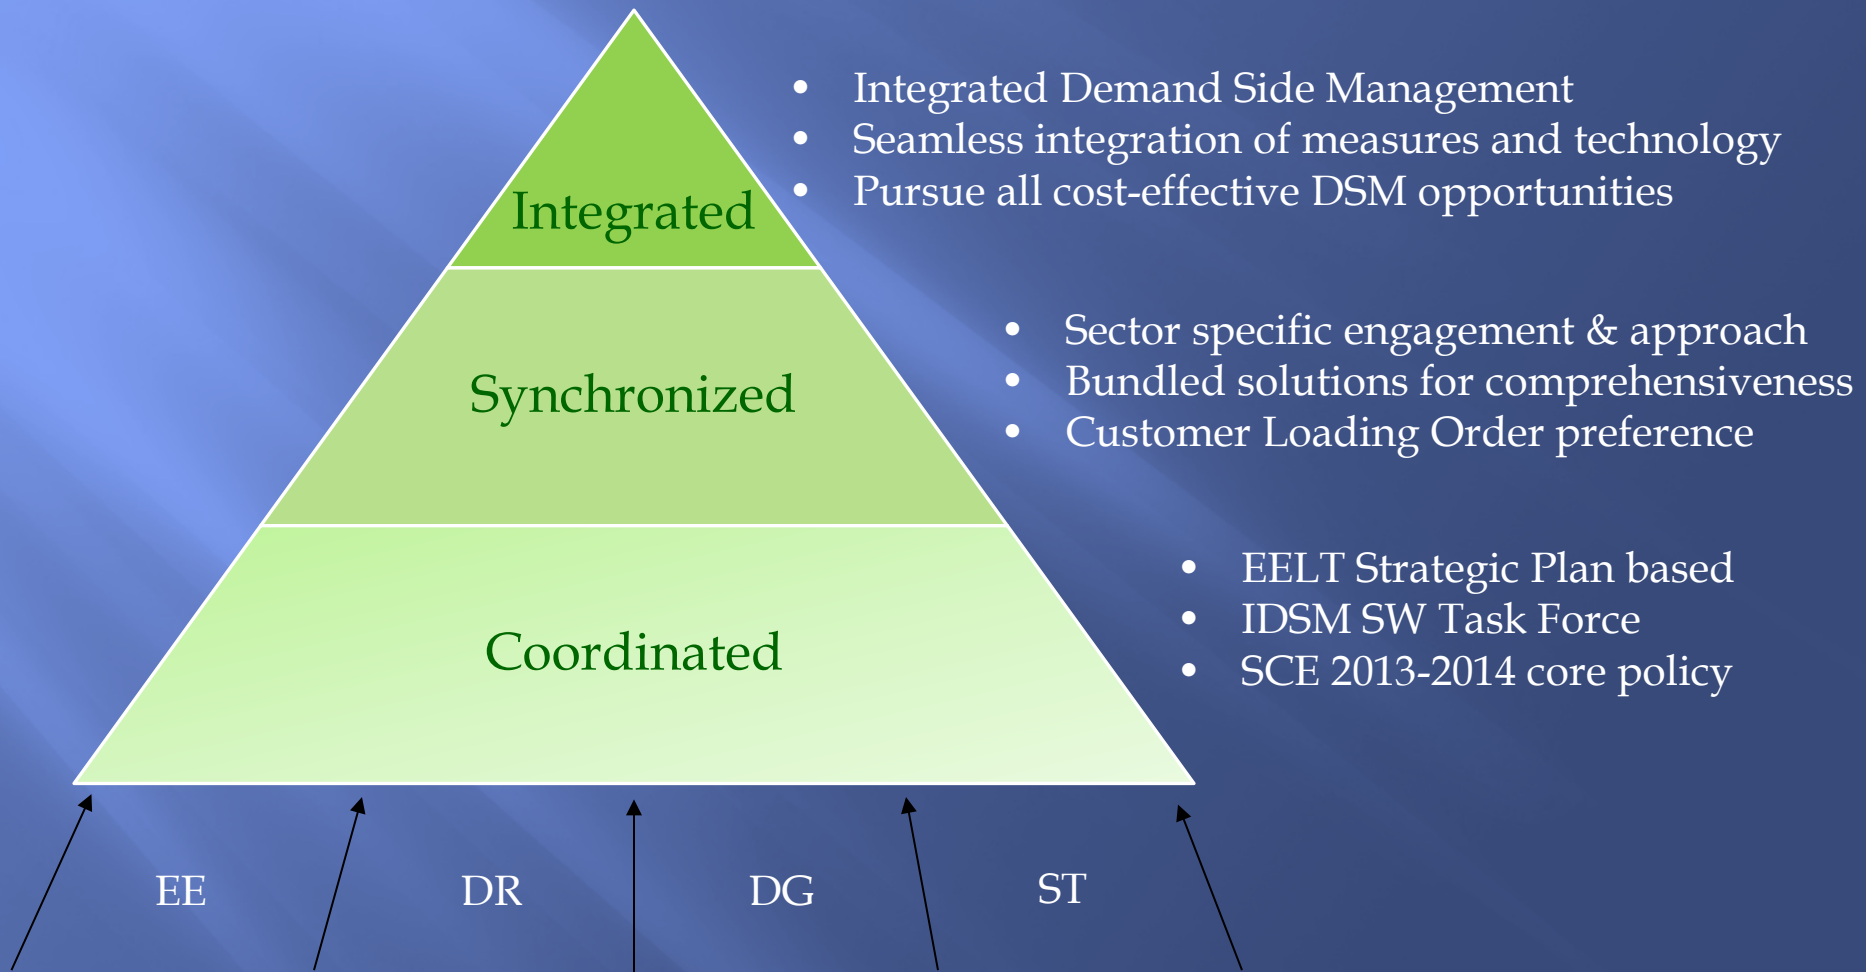 • Integrated Demand Side Management
• Seamless integration of measures and technology
• Pursue all cost-effective DSM opportunities
Integrated
• Sector specific engagement & approach
• Bundled solutions for comprehensiveness
• Customer Loading Order preference
Synchronized
• EELT Strategic Plan based
• IDSM SW Task Force
• SCE 2013-2014 core policy
Coordinated
EE DR DG ST